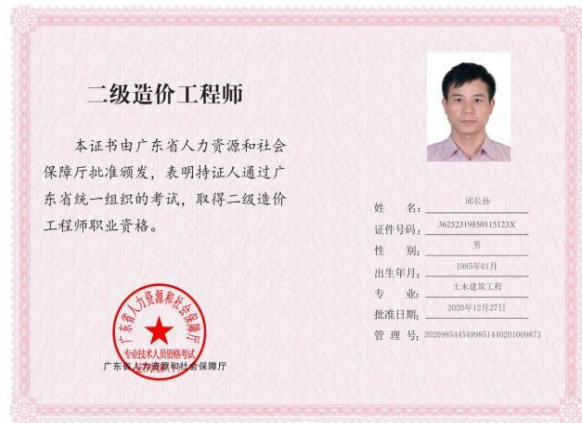 二级造价工程师
本证书由广东省人力资源和社会
保障厅批准颁发，表明持证人通过广
东省统一组织的考试，取得二级造价
工程师职业资格。
姓 名：邱长孙
证件号码：36252319850115123X
性 别：男
出生年月：1985年01月
专 业：土木建筑工程
批准日期：2020年12月27日
管 理 号：20209854454998514402010098​73
广东省人力资源和社会保障厅
专业技术人员资格考试
广东省人力资源和社会保障厅